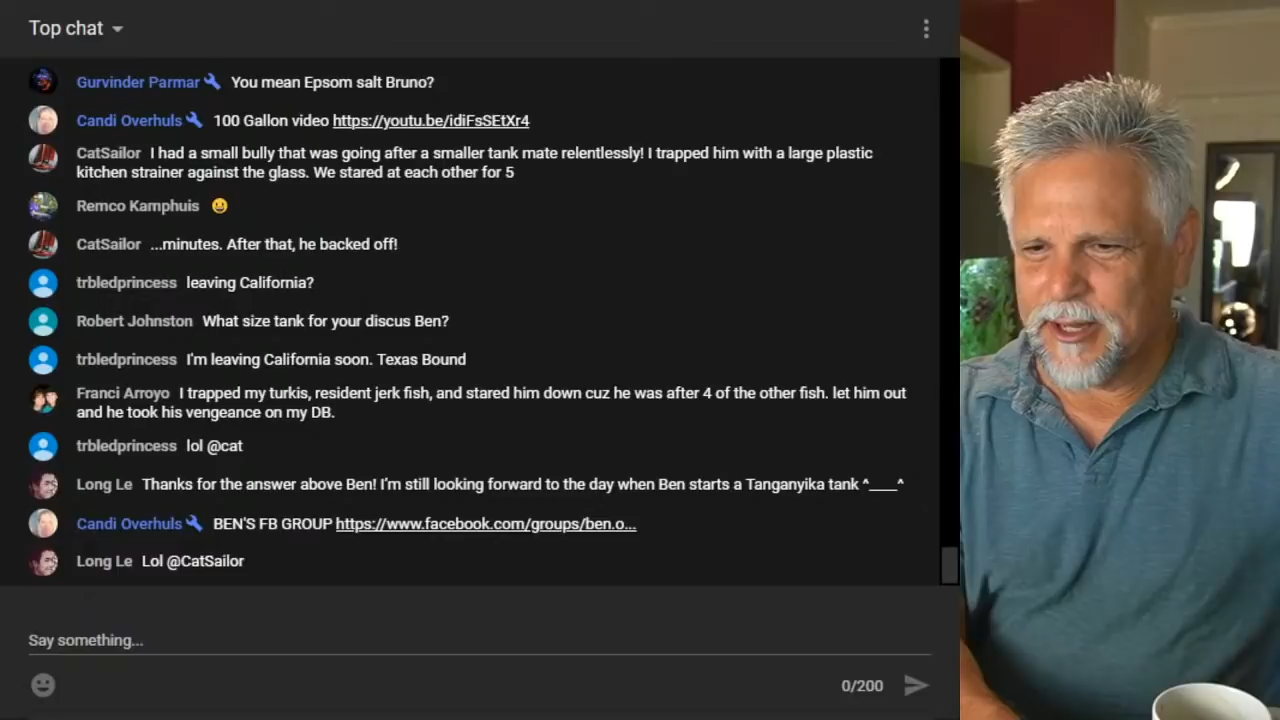 Top chat
Gurvinder Parmar You mean Epsom salt Bruno?
Candi Overhuls 100 Gallon video https://youtu.be/idiFsSEtXr4
CatSailor I had a small bully that was going after a smaller tank mate relentlessly! I trapped him with a large plastic
kitchen strainer against the glass. We stared at each other for 5
Remco Kamphuis 😀
CatSailor ...minutes. After that, he backed off!
trbledprincess leaving California?
Robert Johnston What size tank for your discus Ben?
trbledprincess I'm leaving California soon. Texas Bound
Franci Arroyo I trapped my turkis, resident jerk fish, and stared him down cuz he was after 4 of the other fish. let him out
and he took his vengeance on my DB.
trbledprincess lol @cat
Long Le Thanks for the answer above Ben! I'm still looking forward to the day when Ben starts a Tanganyika tank ^____^
Candi Overhuls BEN'S FB GROUP https://www.facebook.com/groups/ben.o...
Long Le Lol @CatSailor
Say something...
0/200